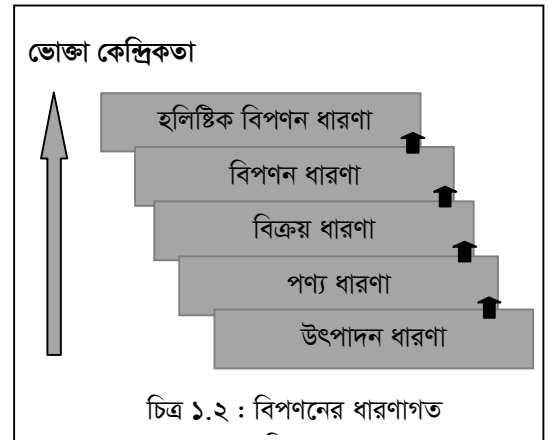 ভোক্তা কেন্দ্রিকতা
হলিষ্টিক বিপণন ধারণা
বিপণন ধারণা
বিক্রয় ধারণা
পণ্য ধারণা
উৎপাদন ধারণা
চিত্র ১.২ : বিপণনের ধারণাগত